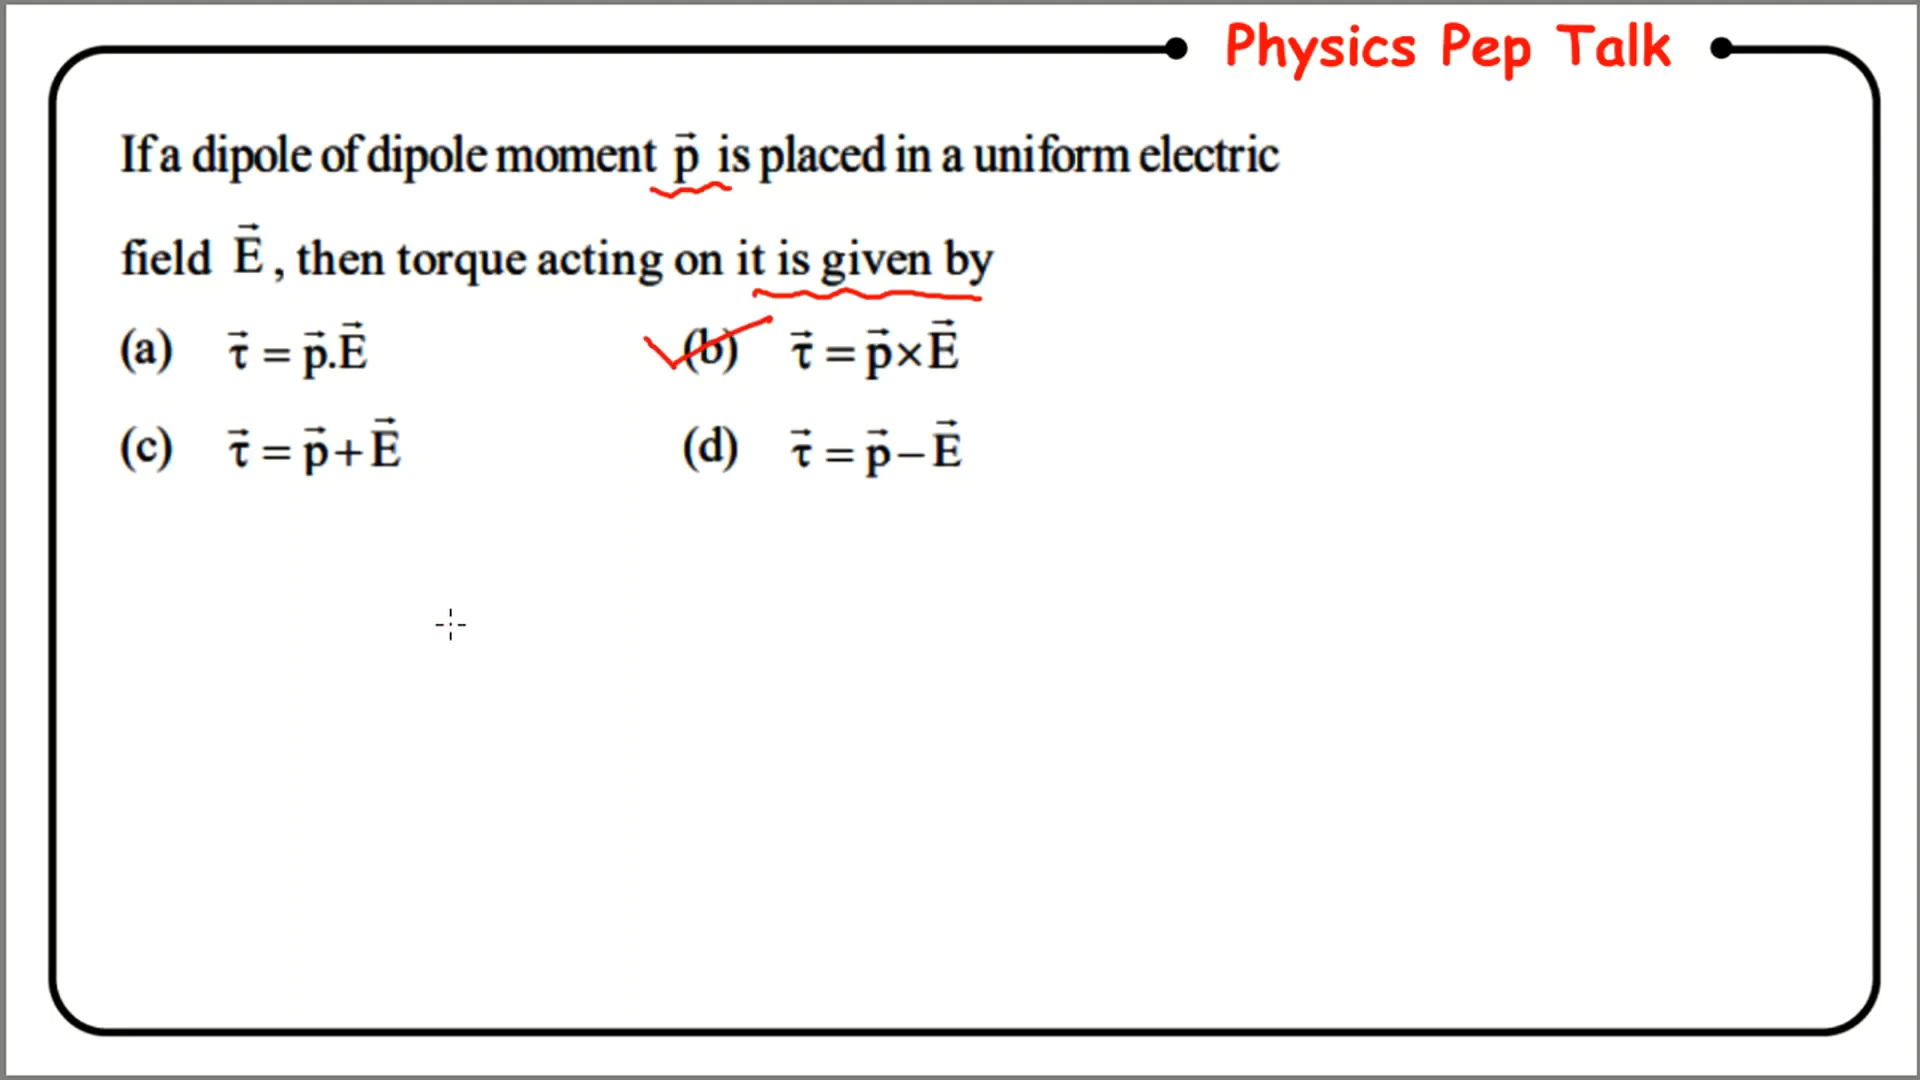 Physics Pep Talk
If a dipole of dipole moment p⃗ is placed in a uniform electric
field E⃗, then torque acting on it is given by
(a) τ⃗ = p⃗.E⃗ (b) τ⃗ = p⃗×E⃗
(c) τ⃗ = p⃗+E⃗ (d) τ⃗ = p⃗−E⃗